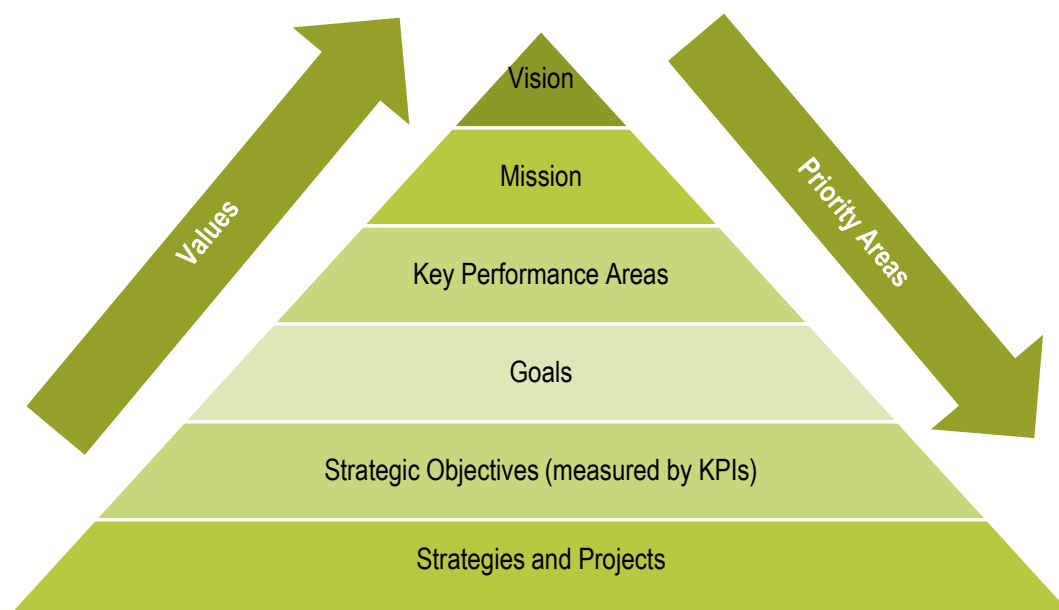 Vision
Mission
Key Performance Areas
Goals
Strategic Objectives (measured by KPIs)
Strategies and Projects
Values
Priority Areas